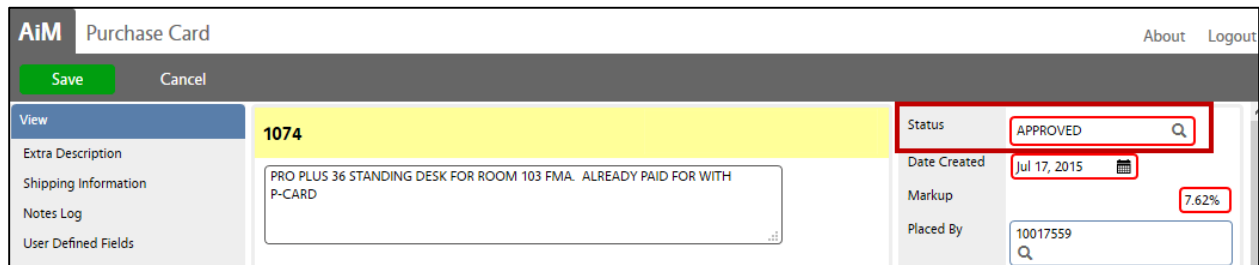 AiM Purchase Card
About Logout
Save Cancel
View
Extra Description
Shipping Information
Notes Log
User Defined Fields
1074
PRO PLUS 36 STANDING DESK FOR ROOM 103 FMA. ALREADY PAID FOR WITH
P-CARD
Status APPROVED
Date Created Jul 17, 2015
Markup 7.62%
Placed By 10017559